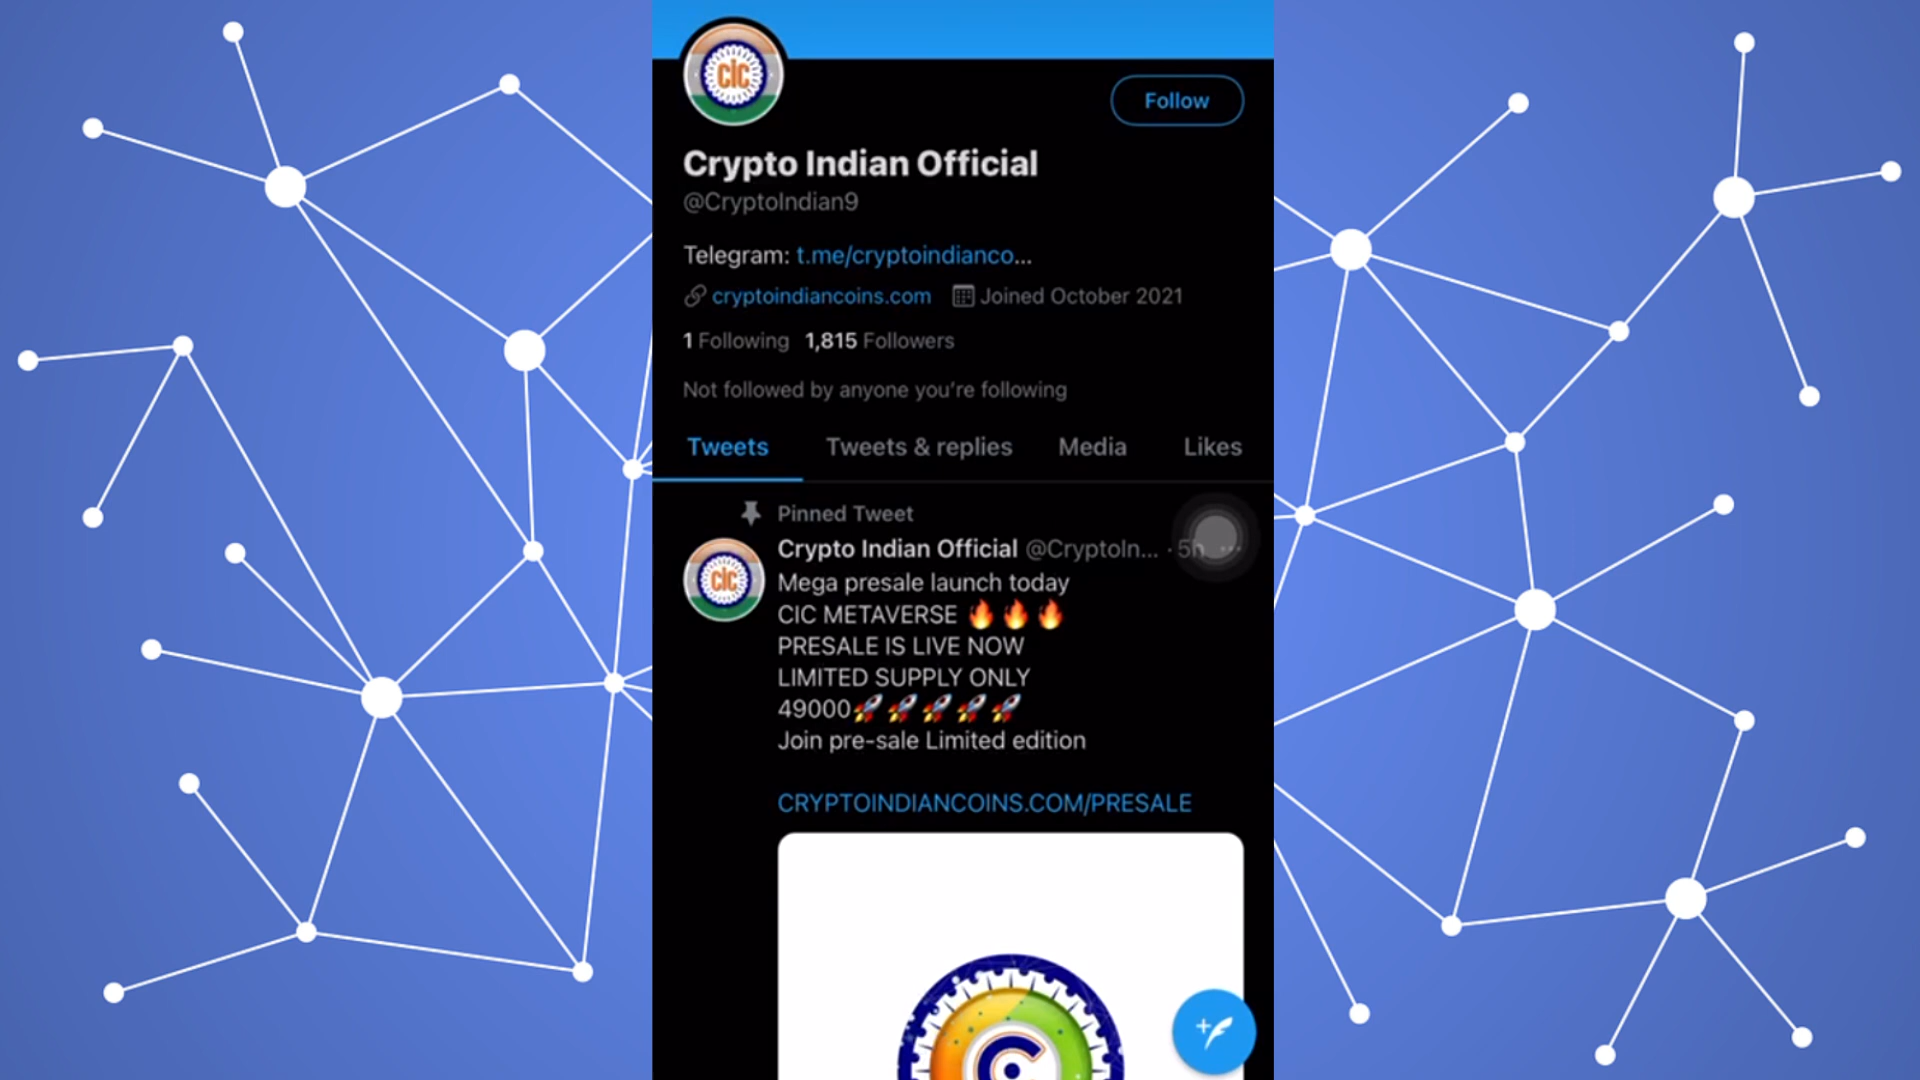 cic
Follow
Crypto Indian Official
@CryptoIndian9
Telegram: t.me/cryptoindianco...
cryptoindiancoins.com Joined October 2021
1 Following 1,815 Followers
Not followed by anyone you're following
Tweets Tweets & replies Media Likes
Pinned Tweet
Crypto Indian Official @CryptoIn... · 5h ...
cic
Mega presale launch today
CIC METAVERSE 🔥🔥🔥
PRESALE IS LIVE NOW
LIMITED SUPPLY ONLY
49000🚀🚀🚀🚀🚀
Join pre-sale Limited edition
CRYPTOINDIANCOINS.COM/PRESALE